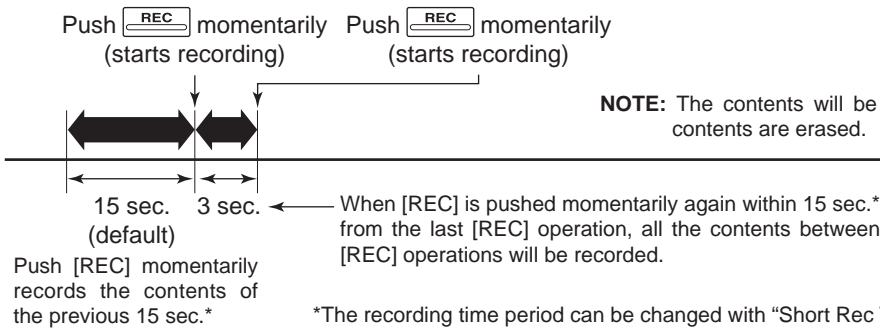 Push REC momentarily
(starts recording)
Push REC momentarily
(starts recording)
NOTE: The contents will be
contents are erased.
15 sec.
(default)
3 sec.
When [REC] is pushed momentarily again within 15 sec.*
from the last [REC] operation, all the contents between
[REC] operations will be recorded.
Push [REC] momentarily
records the contents of
the previous 15 sec.*
*The recording time period can be changed with “Short Rec